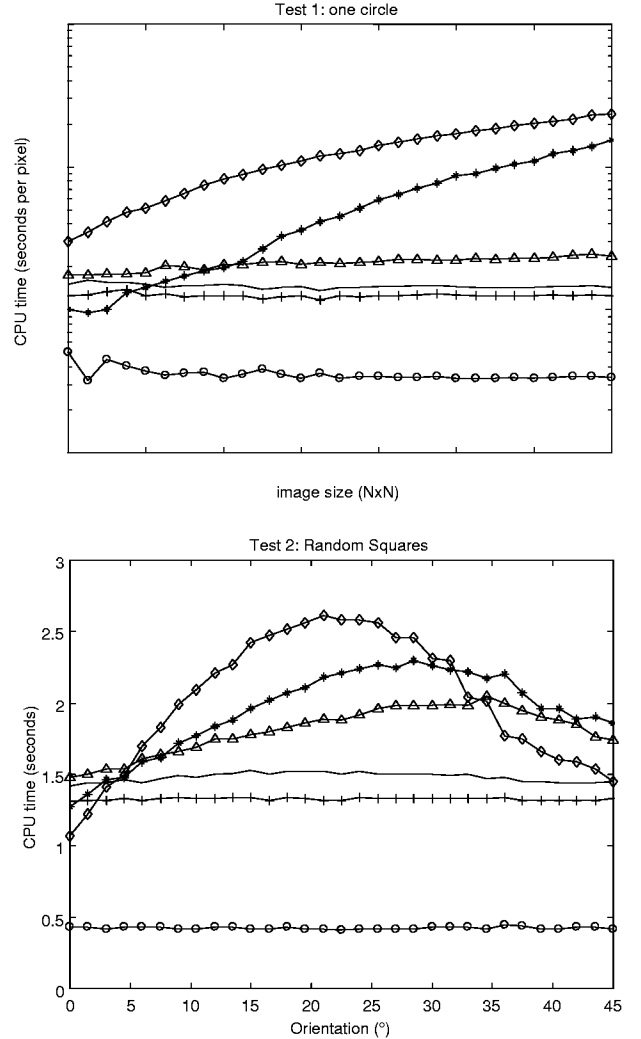 Test 1: one circle
CPU time (seconds per pixel)
image size (NxN)
Test 2: Random Squares
3
2.5
2
1.5
1
0.5
0
CPU time (seconds)
0 5 10 15 20 25 30 35 40 45
Orientation (°)